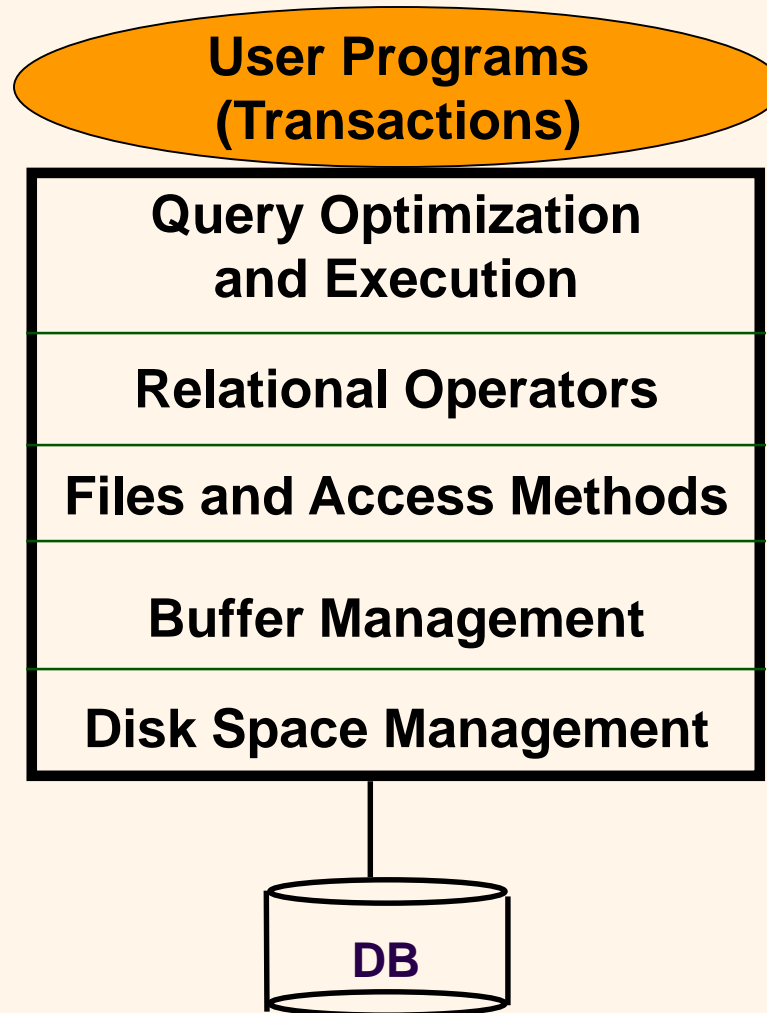 User Programs
(Transactions)
Query Optimization
and Execution
Relational Operators
Files and Access Methods
Buffer Management
Disk Space Management
DB